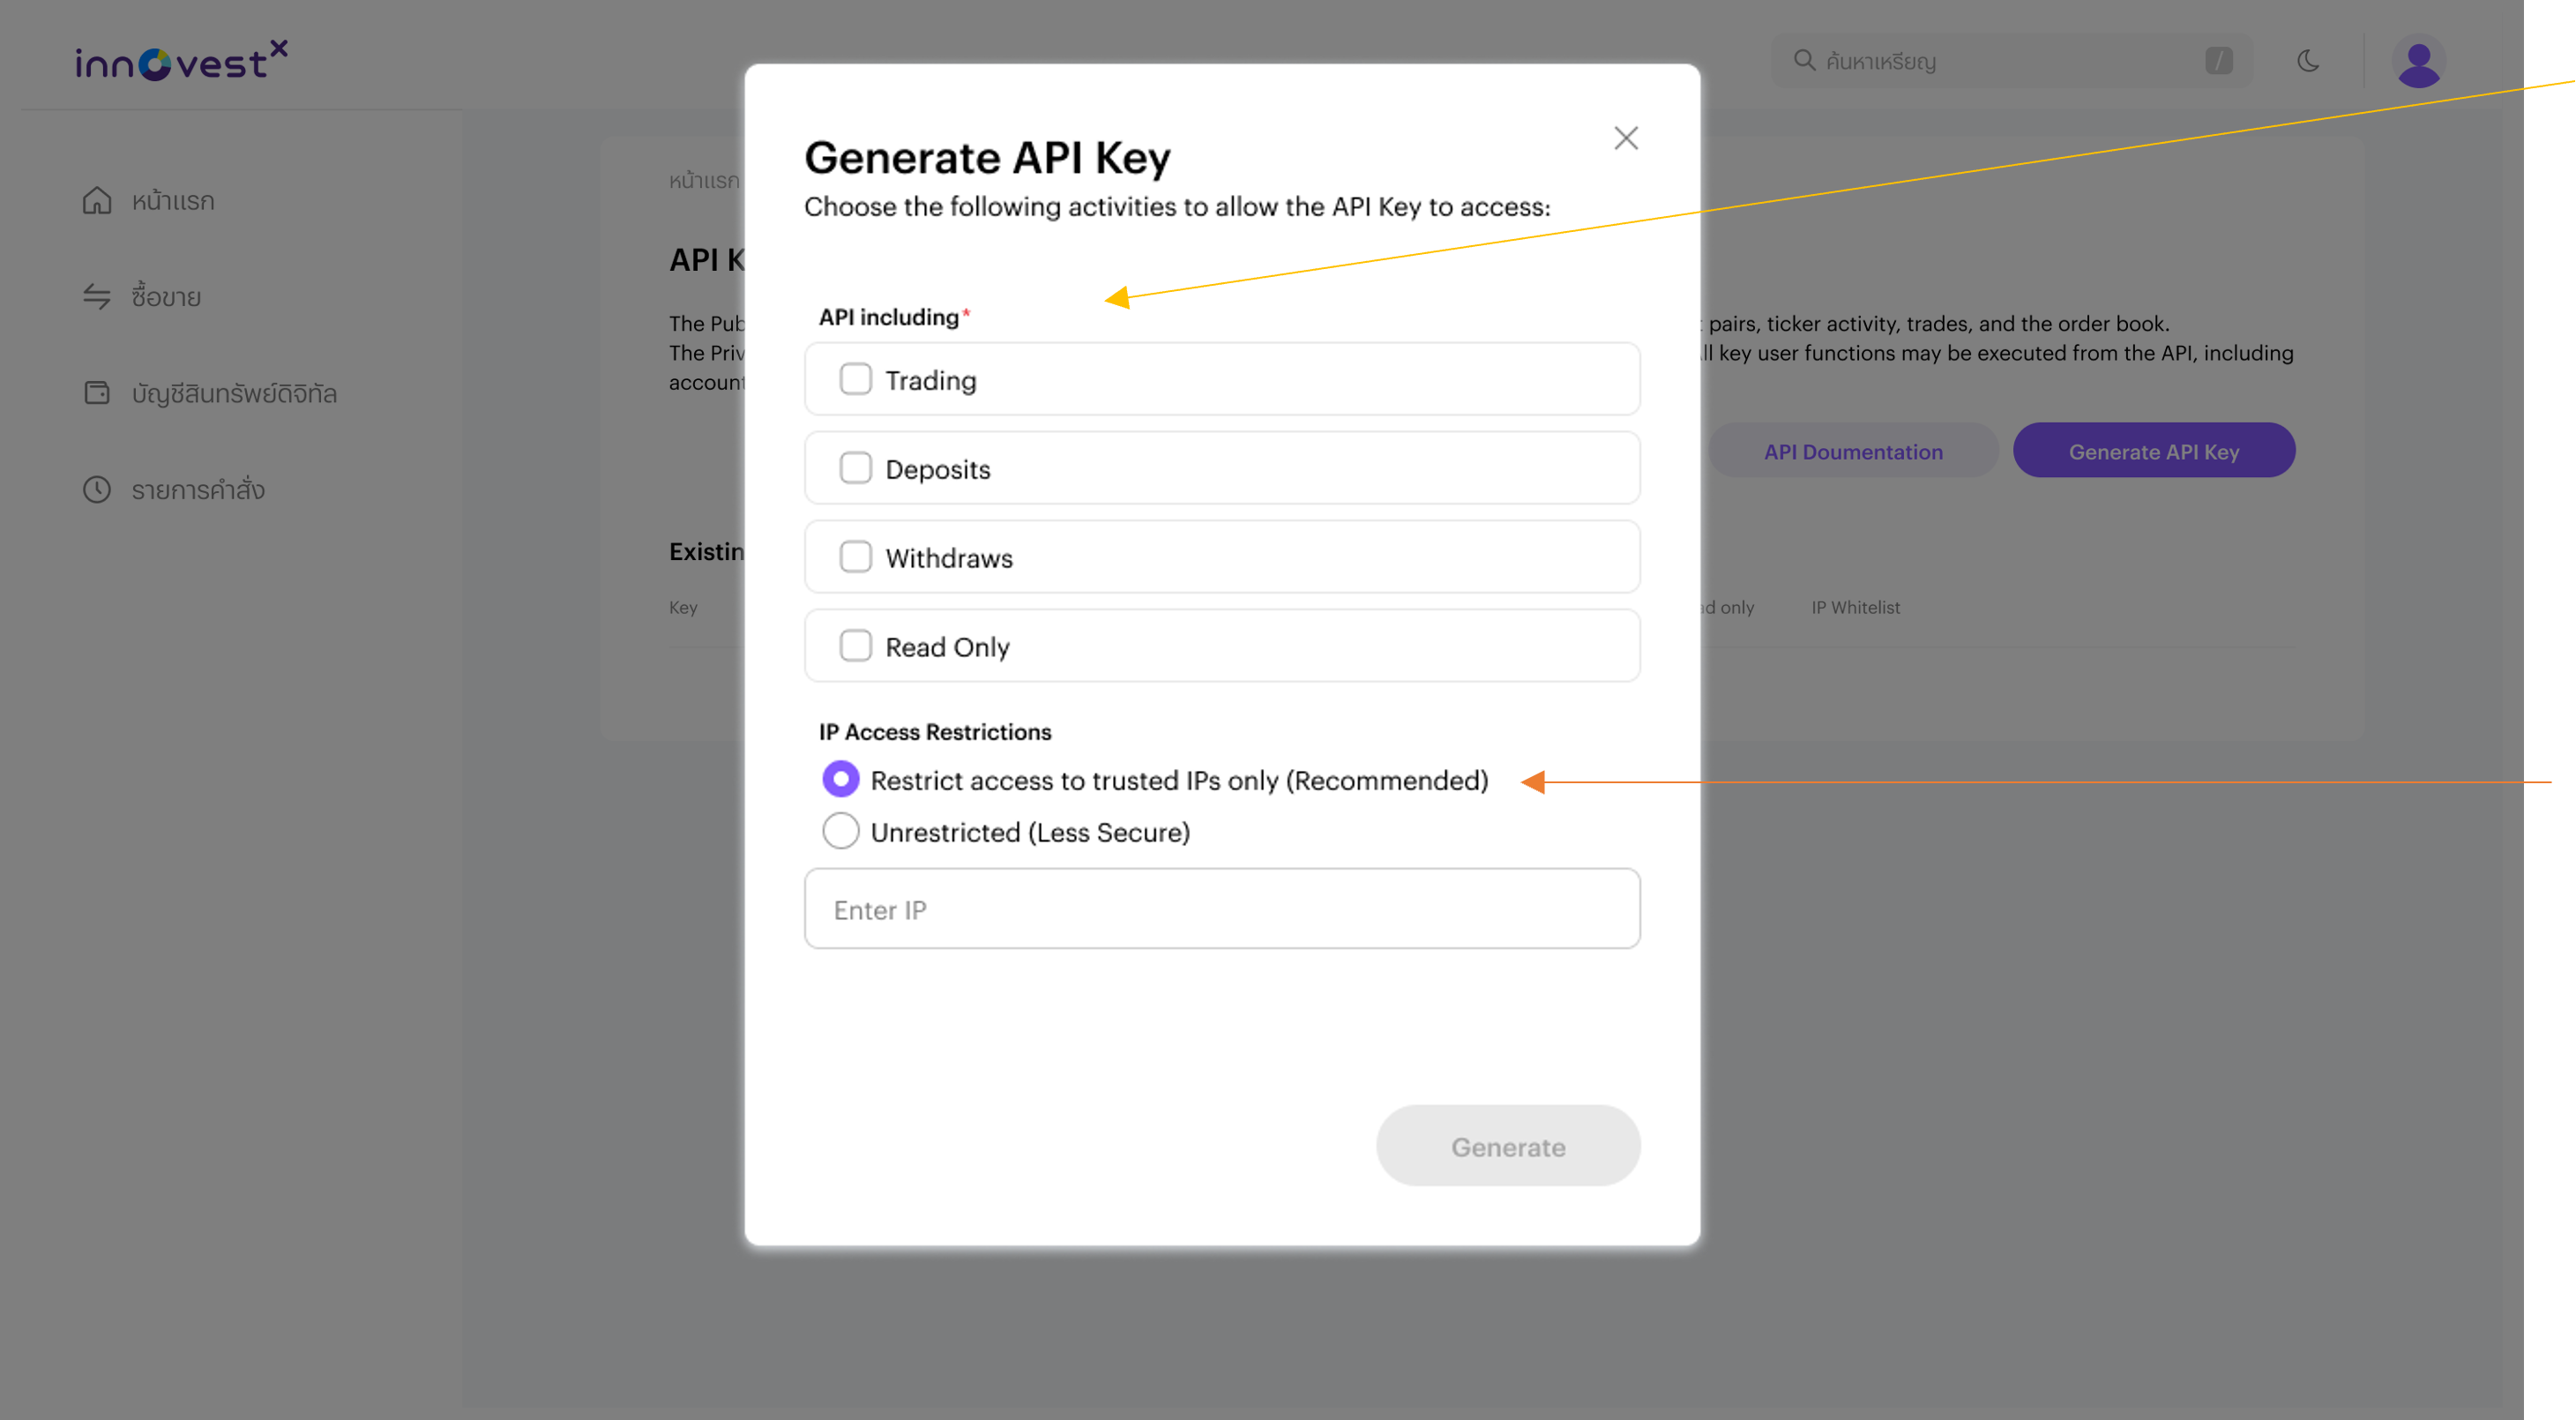 innovestx
ค้นหาเหรียญ
/
หน้าแรก
ซื้อขาย
บัญชีสินทรัพย์ดิจิทัล
รายการคำสั่ง
หน้าแรก
API K
The Pub
pairs, ticker activity, trades, and the order book.
The Priv
ll key user functions may be executed from the API, including
account
API Documentation
Generate API Key
Existin
Key
ad only
IP Whitelist
Generate API Key
Choose the following activities to allow the API Key to access:
API including*
Trading
Deposits
Withdraws
Read Only
IP Access Restrictions
Restrict access to trusted IPs only (Recommended)
Unrestricted (Less Secure)
Enter IP
Generate